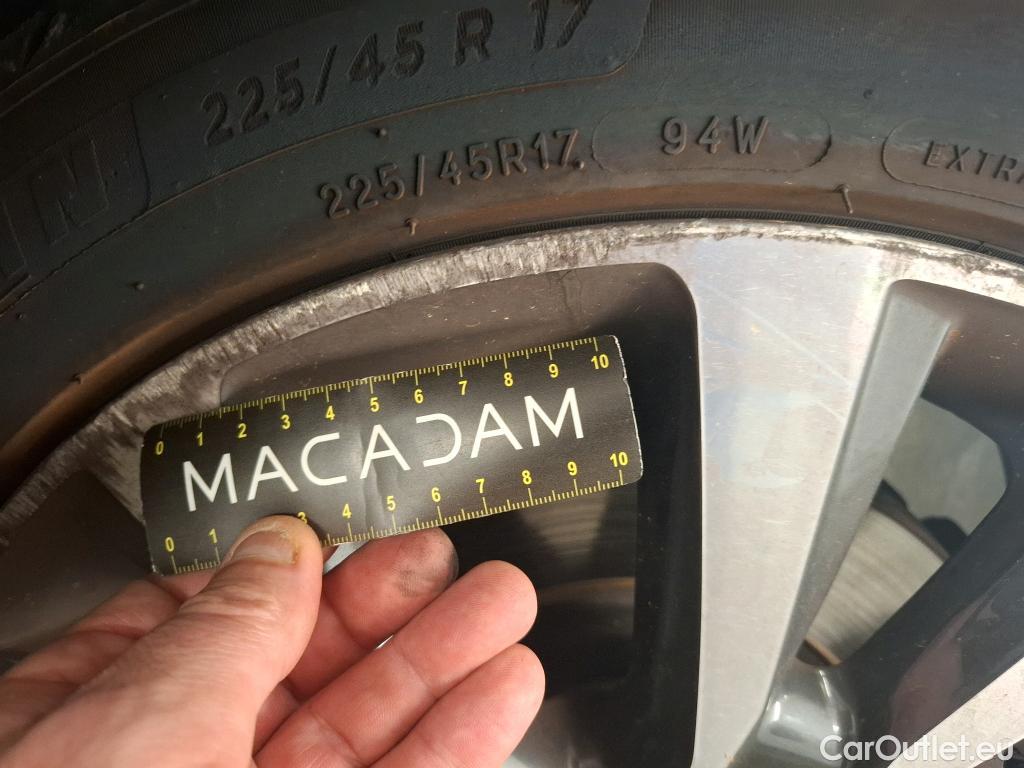 225/45 R 17
IN
225/45R17. 94W EXTRA
0 1 2 3 4 5 6 7 8 9 10
MACADAM
0 1 3 4 5 6 7 8 9 10
CarOutlet.eu